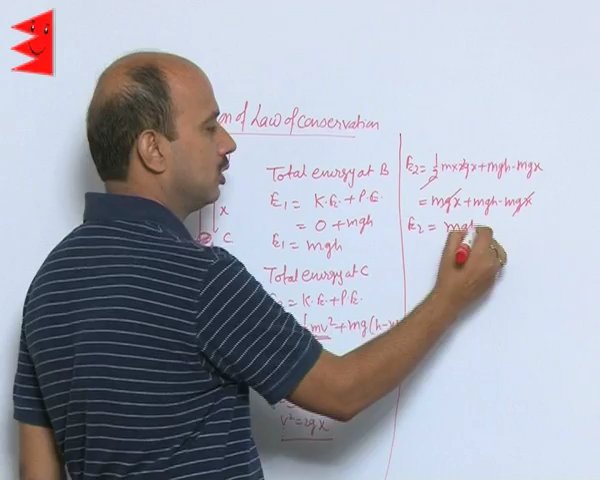 of Law of Conservation
x
C
Total energy at B
E1 = K.E. + P.E.
= 0 + mgh
E1 = mgh
Total energy at C
= K.E. + P.E.
mv² + mg(h-x)
v² = 2gx
E2 = ½ mx2gx + mgh - mgx
= mgx + mgh - mgx
E2 = mgh